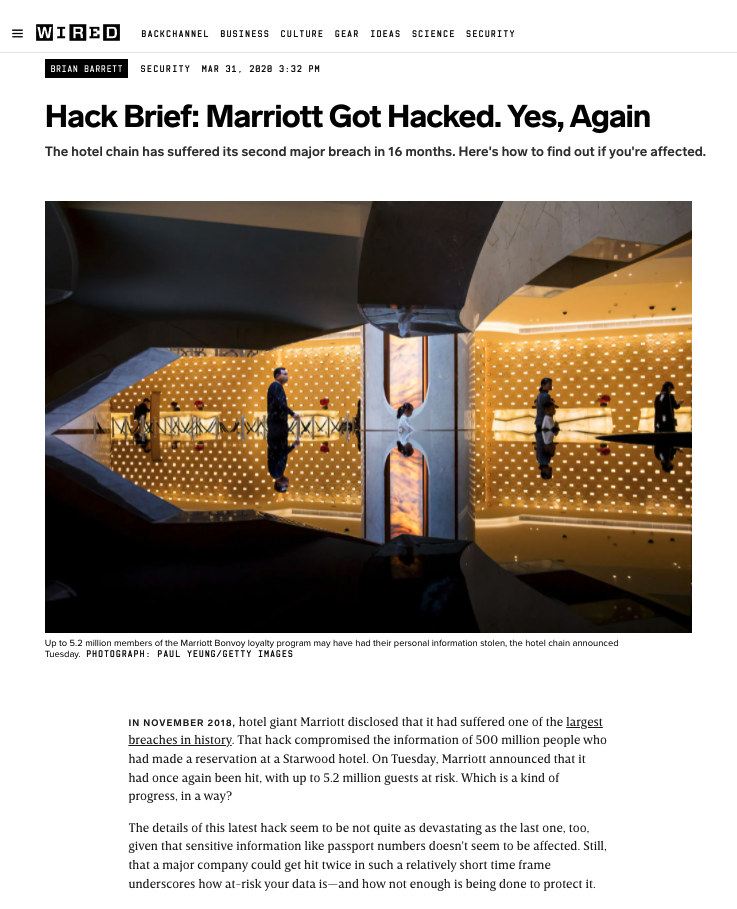 WIRED
BACKCHANNEL BUSINESS CULTURE GEAR IDEAS SCIENCE SECURITY
BRIAN BARRETT SECURITY MAR 31, 2020 3:32 PM
Hack Brief: Marriott Got Hacked. Yes, Again
The hotel chain has suffered its second major breach in 16 months. Here's how to find out if you're affected.
Up to 5.2 million members of the Marriott Bonvoy loyalty program may have had their personal information stolen, the hotel chain announced
Tuesday. PHOTOGRAPH: PAUL YEUNG/GETTY IMAGES
IN NOVEMBER 2018, hotel giant Marriott disclosed that it had suffered one of the largest
breaches in history. That hack compromised the information of 500 million people who
had made a reservation at a Starwood hotel. On Tuesday, Marriott announced that it
had once again been hit, with up to 5.2 million guests at risk. Which is a kind of
progress, in a way?
The details of this latest hack seem to be not quite as devastating as the last one, too,
given that sensitive information like passport numbers doesn't seem to be affected. Still,
that a major company could get hit twice in such a relatively short time frame
underscores how at-risk your data is—and how not enough is being done to protect it.